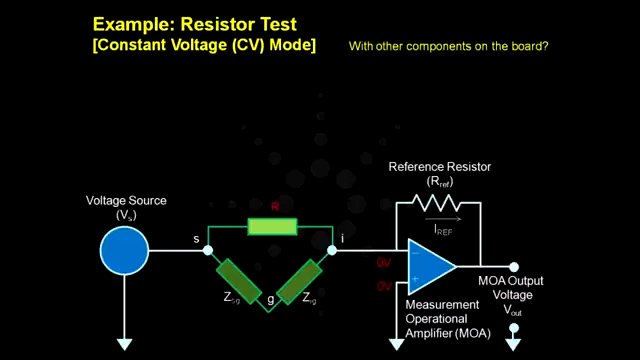 Example: Resistor Test
[Constant Voltage (CV) Mode]
With other components on the board?
Reference Resistor
(Rref)
Voltage Source
(Vs)
R
IREF
s
i
0V
0V
Zsg
g
Zig
MOA Output
Voltage
Vout
Measurement
Operational
Amplifier (MOA)